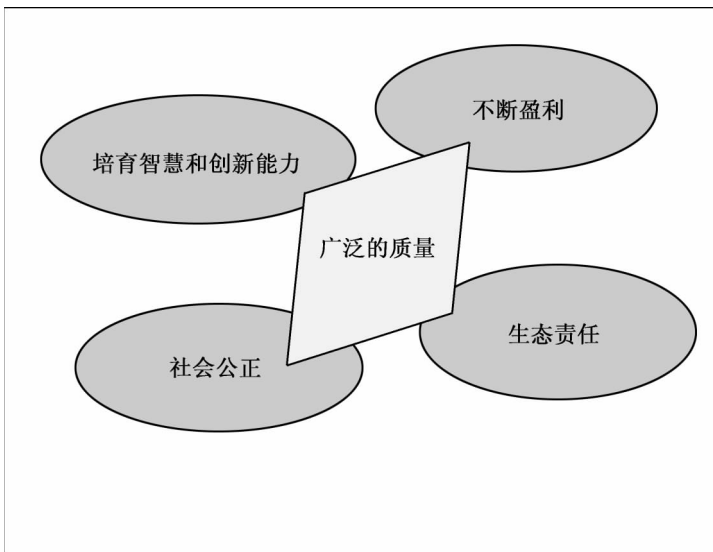 不断盈利
培育智慧和创新能力
广泛的质量
生态责任
社会公正